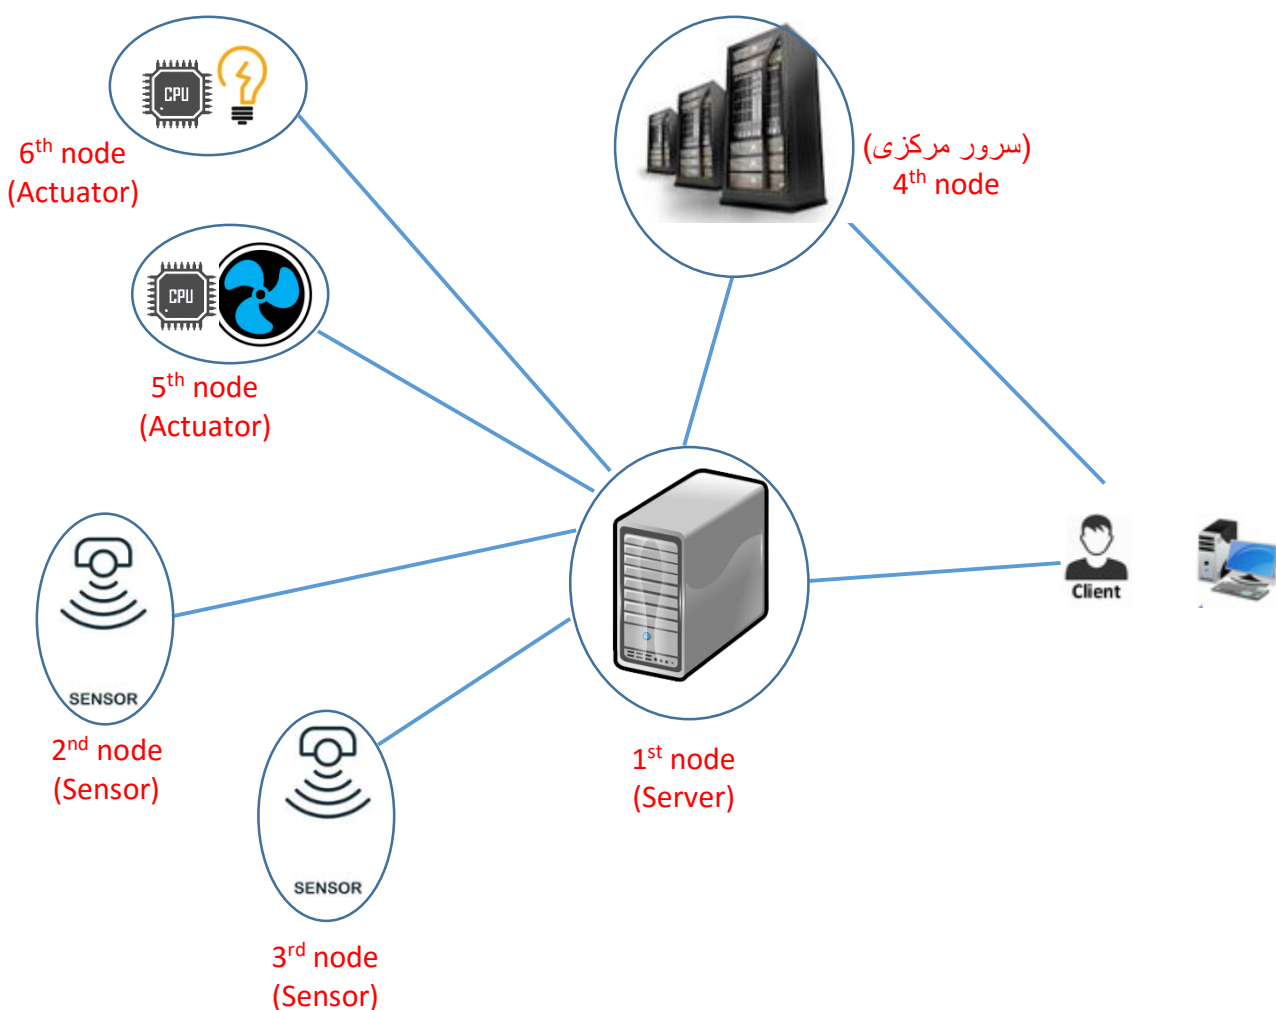 CPU
6th node
(Actuator)
(سرور مرکزی)
4th node
CPU
5th node
(Actuator)
Client
SENSOR
2nd node
(Sensor)
1st node
(Server)
SENSOR
3rd node
(Sensor)